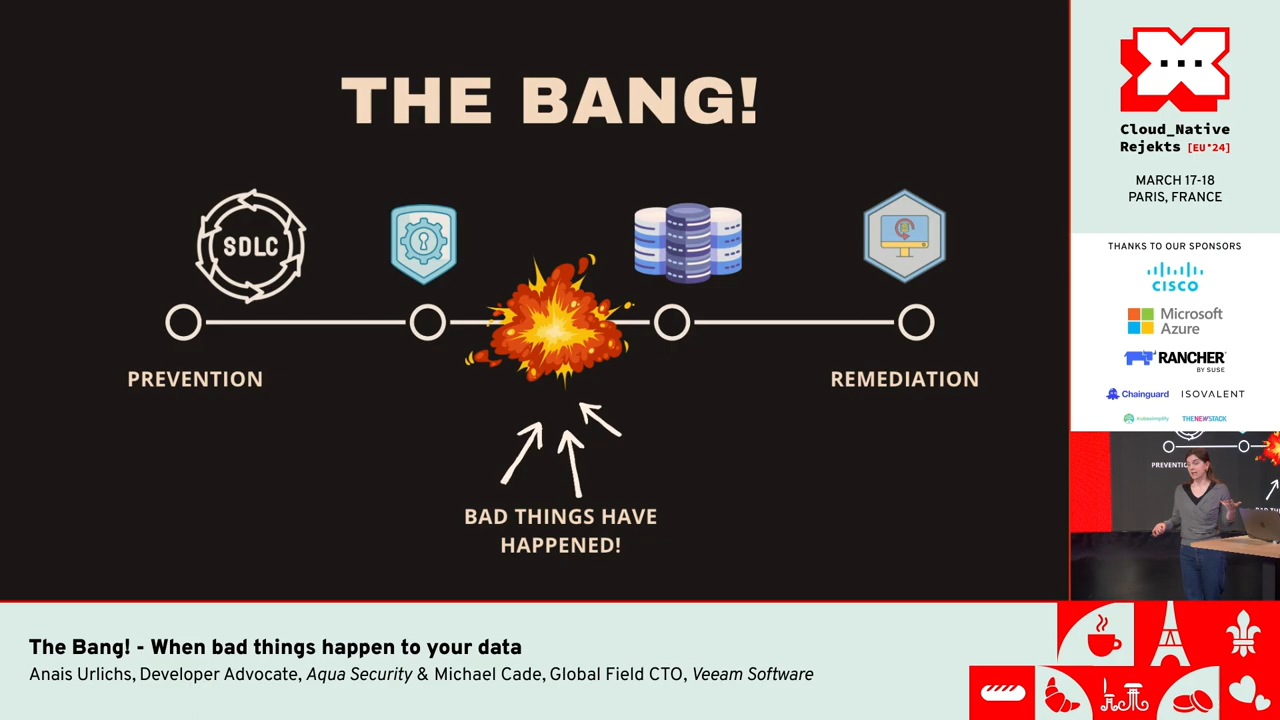 THE BANG!
SDLC
PREVENTION
REMEDIATION
BAD THINGS HAVE
HAPPENED!
Cloud_Native
Rejekts [EU'24]
MARCH 17-18
PARIS, FRANCE
THANKS TO OUR SPONSORS
CISCO
Microsoft
Azure
RANCHER
BY SUSE
Chainguard ISOVALENT
kubesimplify THENEWSTACK
PREVENTION
The Bang! - When bad things happen to your data
Anais Urlichs, Developer Advocate, Aqua Security & Michael Cade, Global Field CTO, Veeam Software